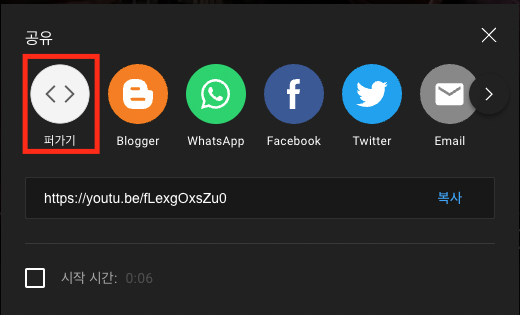 공유
퍼가기
Blogger
WhatsApp
Facebook
Twitter
Email
https://youtu.be/fLexgOxsZu0
복사
시작 시간: 0:06